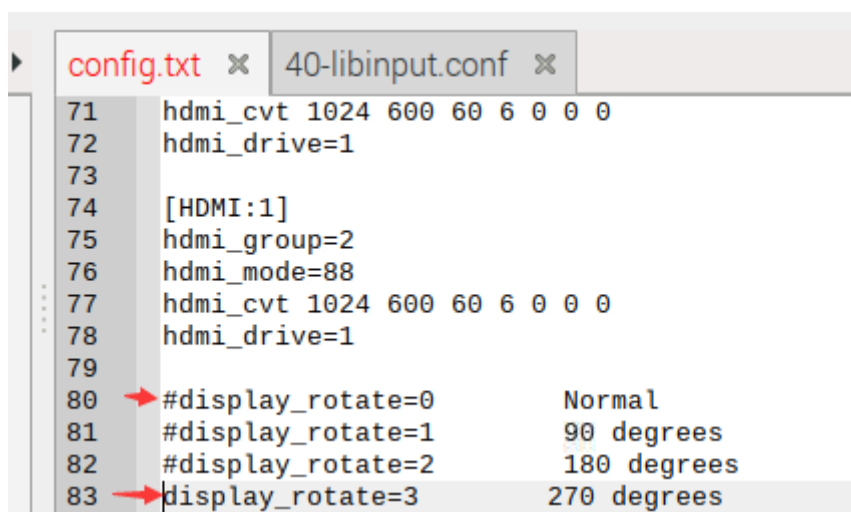 config.txt × 40-libinput.conf ×
71 hdmi_cvt 1024 600 60 6 0 0 0
72 hdmi_drive=1
73
74 [HDMI:1]
75 hdmi_group=2
76 hdmi_mode=88
77 hdmi_cvt 1024 600 60 6 0 0 0
78 hdmi_drive=1
79
80 #display_rotate=0 Normal
81 #display_rotate=1 90 degrees
82 #display_rotate=2 180 degrees
83 display_rotate=3 270 degrees